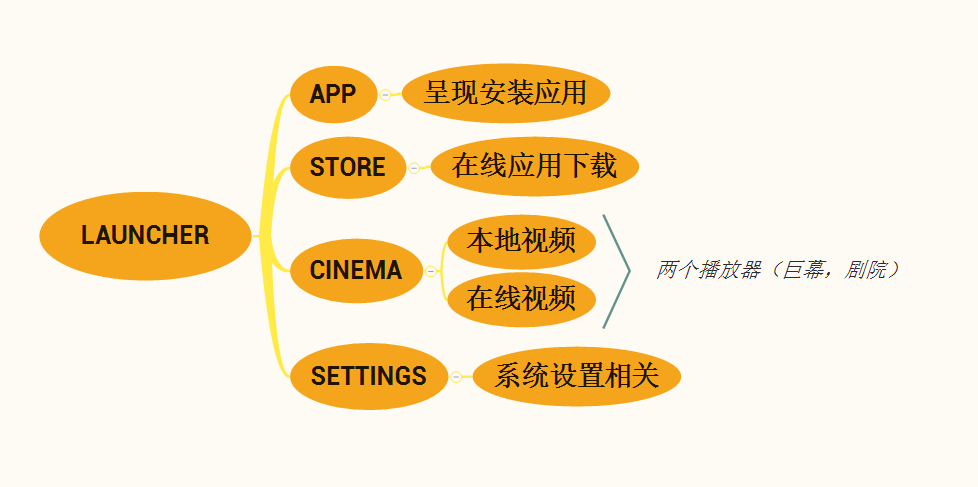 APP
呈现安装应用
STORE
在线应用下载
LAUNCHER
CINEMA
本地视频
在线视频
两个播放器（巨幕，剧院）
SETTINGS
系统设置相关